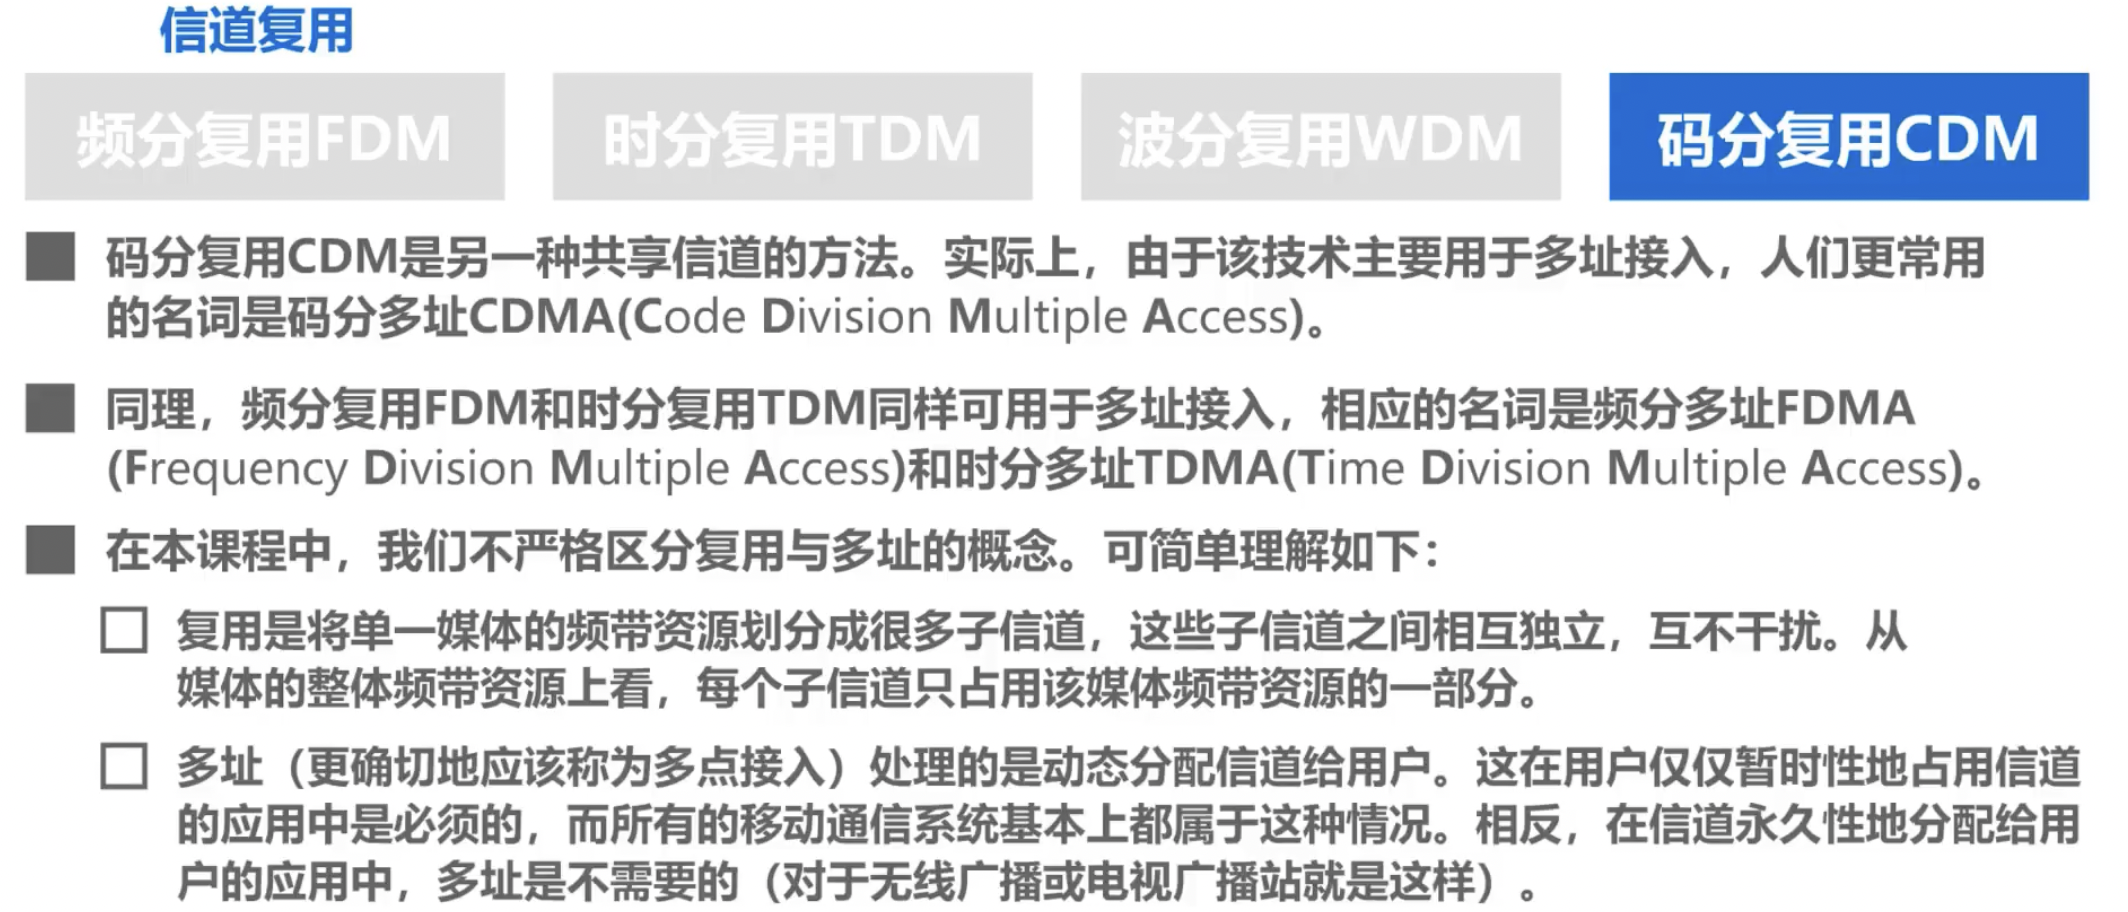 信道复用
频分复用FDM
时分复用TDM
波分复用WDM
码分复用CDM
码分复用CDM是另一种共享信道的方法。实际上，由于该技术主要用于多址接入，人们更常用
的名词是码分多址CDMA(Code Division Multiple Access)。
同理，频分复用FDM和时分复用TDM同样可用于多址接入，相应的名词是频分多址FDMA
(Frequency Division Multiple Access)和时分多址TDMA(Time Division Multiple Access)。
在本课程中，我们不严格区分复用与多址的概念。可简单理解如下：
复用是将单一媒体的频带资源划分成很多子信道，这些子信道之间相互独立，互不干扰。从
媒体的整体频带资源上看，每个子信道只占用该媒体频带资源的一部分。
多址（更确切地应该称为多点接入）处理的是动态分配信道给用户。这在用户仅仅暂时性地占用信道
的应用中是必须的，而所有的移动通信系统基本上都属于这种情况。相反，在信道永久性地分配给用
户的应用中，多址是不需要的（对于无线广播或电视广播站就是这样）。